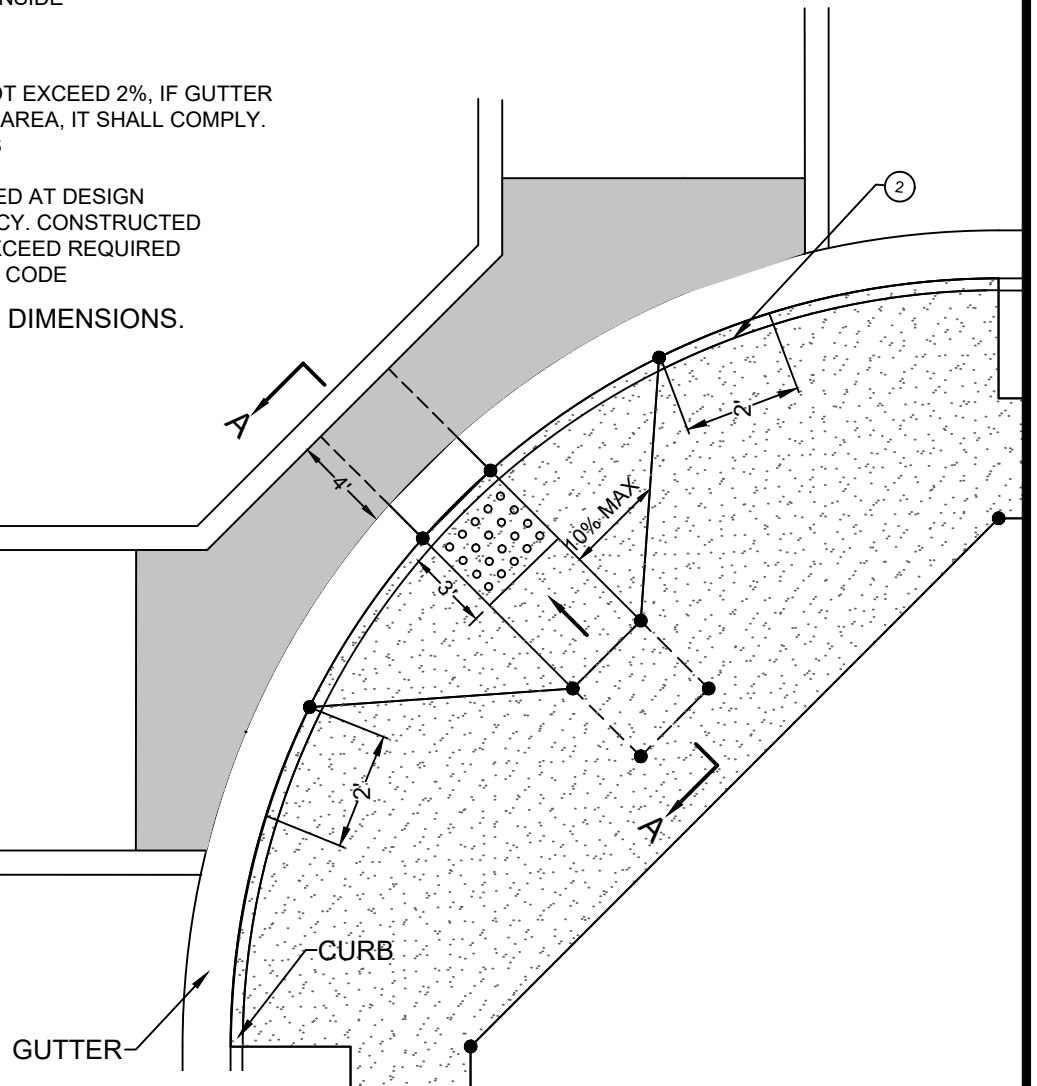 NSIDE
OT EXCEED 2%, IF GUTTER
AREA, IT SHALL COMPLY.
S
ED AT DESIGN
CY. CONSTRUCTED
XCEED REQUIRED
CODE
DIMENSIONS.
2
A
4'
2'
10% MAX
3'
2'
A
CURB
GUTTER